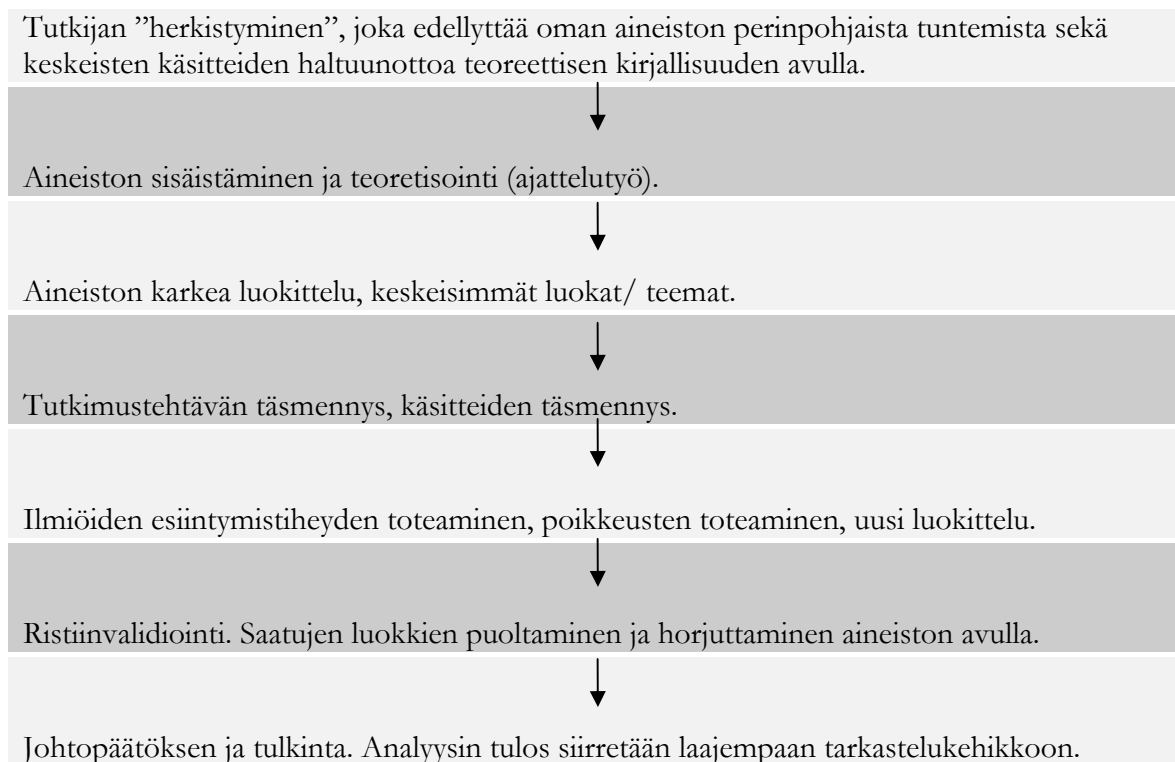 Tutkijan ”herkistyminen”, joka edellyttää oman aineiston perinpohjaista tuntemista sekä
keskeisten käsitteiden haltuunottoa teoreettisen kirjallisuuden avulla.
Aineiston sisäistäminen ja teoretisointi (ajattelutyö).
Aineiston karkea luokittelu, keskeisimmät luokat/ teemat.
Tutkimustehtävän täsmennys, käsitteiden täsmennys.
Ilmiöiden esiintymistiheyden toteaminen, poikkeusten toteaminen, uusi luokittelu.
Ristiinvalidiointi. Saatujen luokkien puoltaminen ja horjuttaminen aineiston avulla.
Johtopäätöksen ja tulkinta. Analyysin tulos siirretään laajempaan tarkastelukehikkoon.